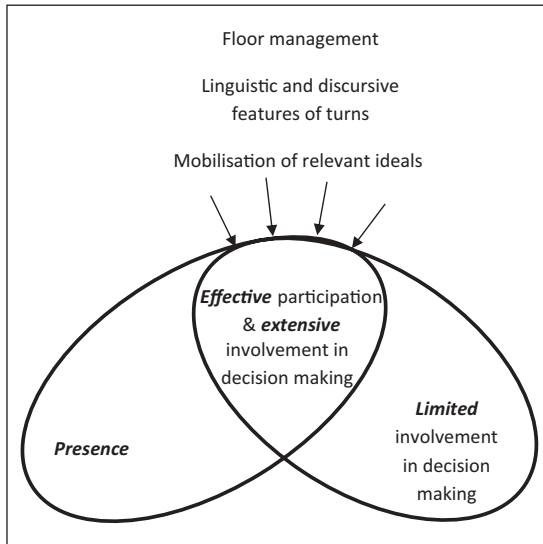 Floor management
Linguistic and discursive
features of turns
Mobilisation of relevant ideals
Effective participation
& extensive
involvement in
decision making
Presence
Limited
involvement
in decision
making